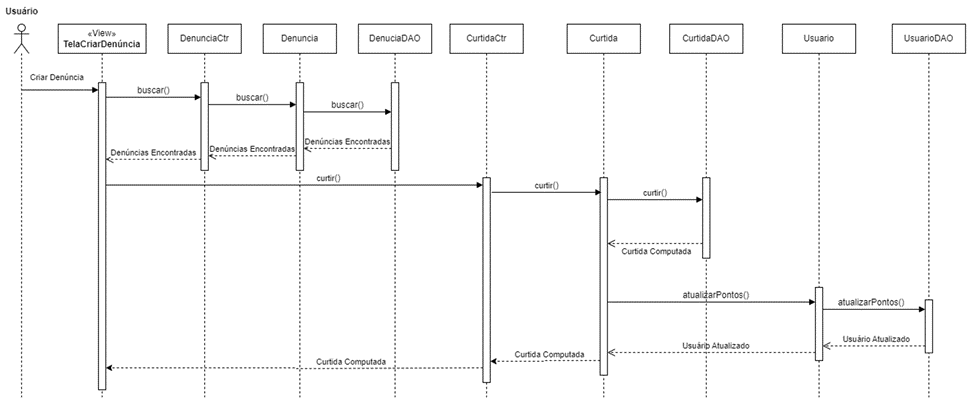 Usuário
«View»
TelaCriarDenúncia
DenunciaCtr
Denuncia
DenuciaDAO
CurtidaCtr
Curtida
CurtidaDAO
Usuario
UsuarioDAO
Criar Denúncia
buscar()
buscar()
buscar()
Denúncias Encontradas
Denúncias Encontradas
Denúncias Encontradas
curtir()
curtir()
curtir()
Curtida Computada
atualizarPontos()
atualizarPontos()
Usuário Atualizado
Usuário Atualizado
Curtida Computada
Curtida Computada